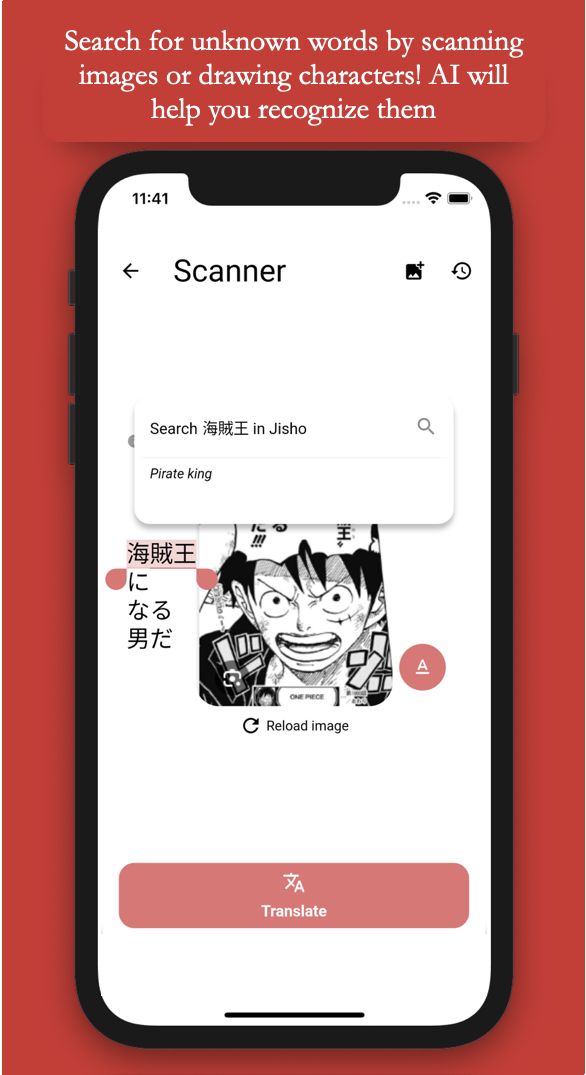 Search for unknown words by scanning
images or drawing characters! AI will
help you recognize them
11:41
Scanner
Search 海賊王 in Jisho
Pirate king
海賊王
に
なる
男だ
ONE PIECE
Reload image
Translate